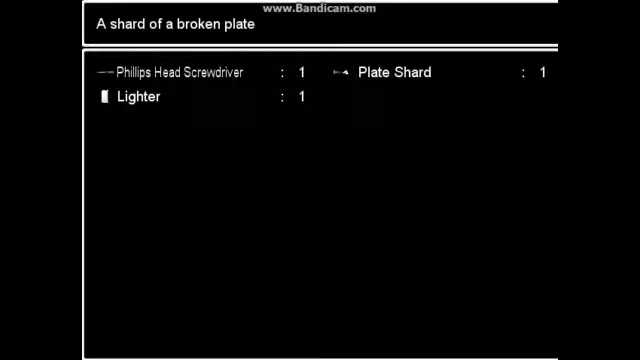 www.Bandicam.com
A shard of a broken plate
Phillips Head Screwdriver : 1 Plate Shard : 1
Lighter : 1